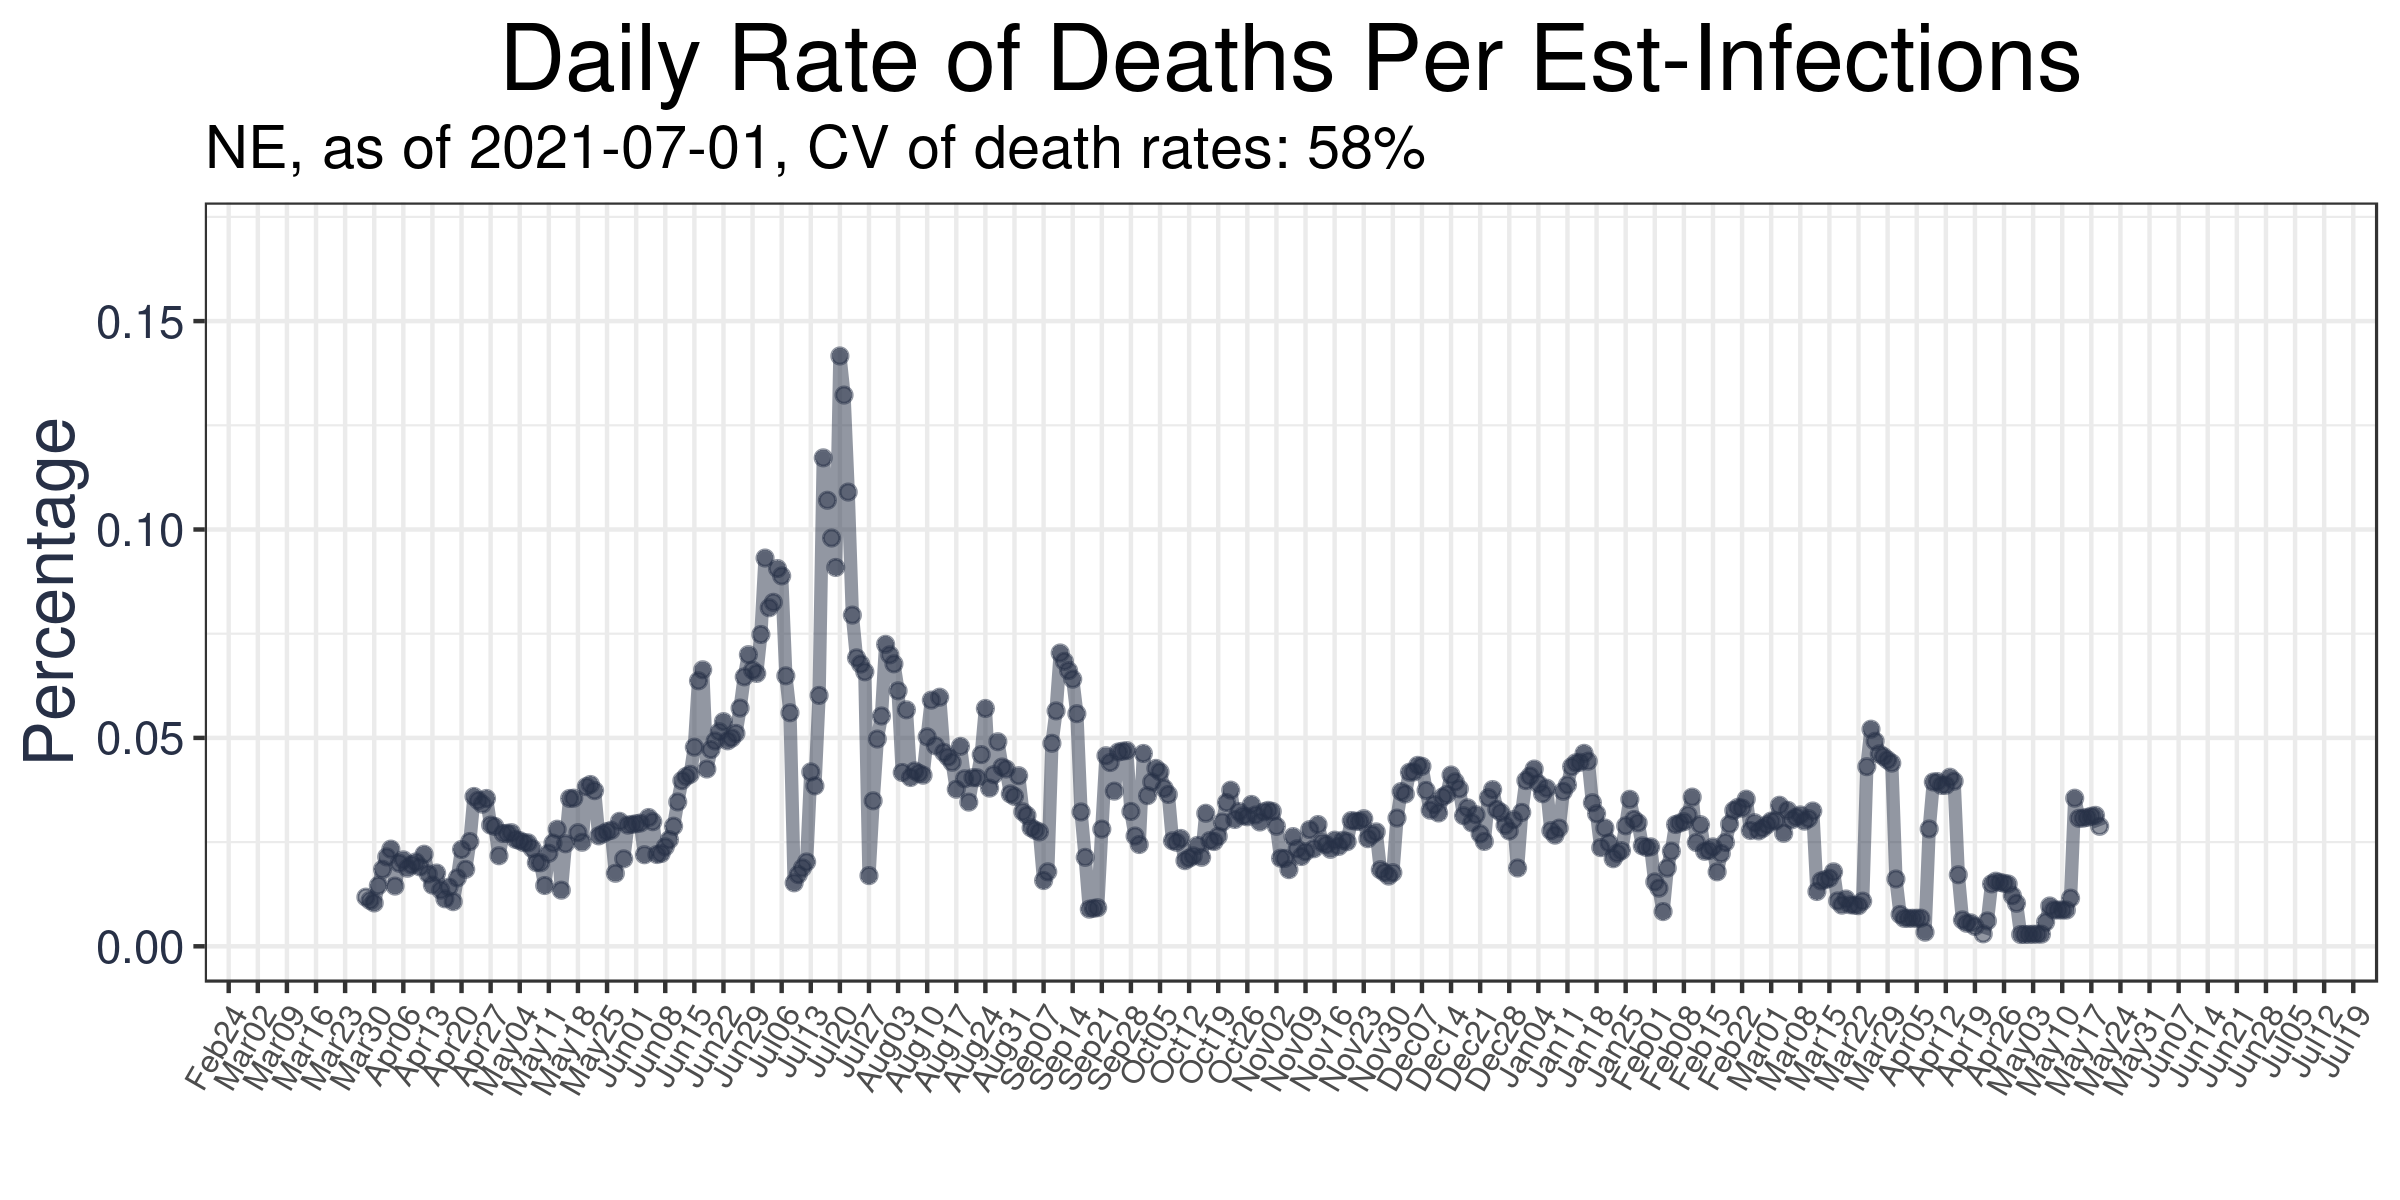 Daily Rate of Deaths Per Est-Infections
NE, as of 2021-07-01, CV of death rates: 58%
Percentage
0.15
0.10
0.05
0.00
Feb24
Mar02
Mar09
Mar16
Mar23
Mar30
Apr06
Apr13
Apr20
Apr27
May04
May11
May18
May25
Jun01
Jun08
Jun15
Jun22
Jun29
Jul06
Jul13
Jul20
Jul27
Aug03
Aug10
Aug17
Aug24
Aug31
Sep07
Sep14
Sep21
Sep28
Oct05
Oct12
Oct19
Oct26
Nov02
Nov09
Nov16
Nov23
Nov30
Dec07
Dec14
Dec21
Dec28
Jan04
Jan11
Jan18
Jan25
Feb01
Feb08
Feb15
Feb22
Mar01
Mar08
Mar15
Mar22
Mar29
Apr05
Apr12
Apr19
Apr26
May03
May10
May17
May24
May31
Jun07
Jun14
Jun21
Jun28
Jul05
Jul12
Jul19